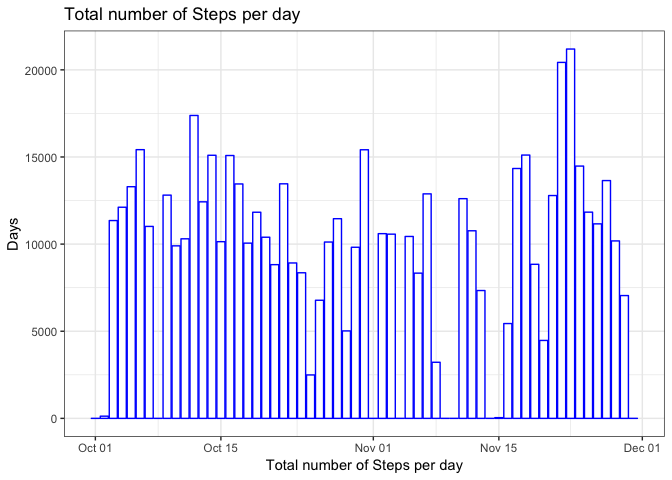 Total number of Steps per day
Days
20000
15000
10000
5000
0
Oct 01 Oct 15 Nov 01 Nov 15 Dec 01
Total number of Steps per day